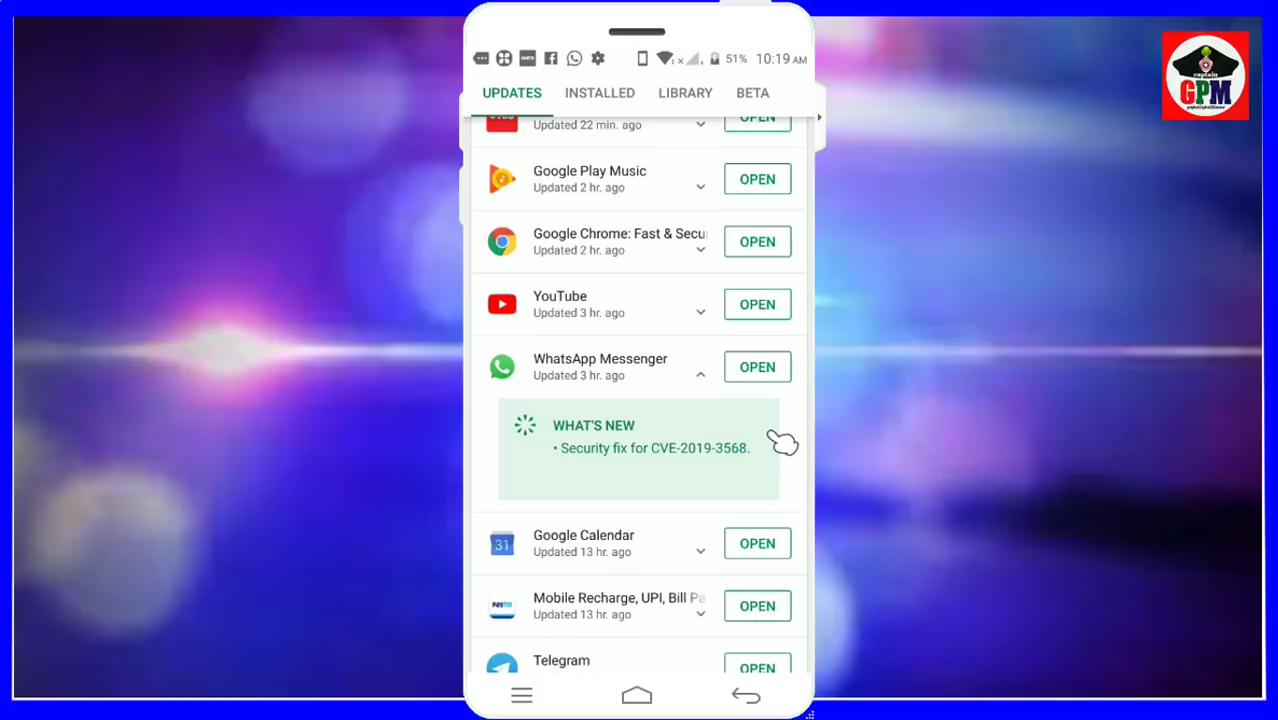 51% 10:19 AM
UPDATES INSTALLED LIBRARY BETA
Updated 22 min. ago OPEN
Google Play Music
Updated 2 hr. ago OPEN
Google Chrome: Fast & Secu
Updated 2 hr. ago OPEN
YouTube
Updated 3 hr. ago OPEN
WhatsApp Messenger
Updated 3 hr. ago OPEN
WHAT'S NEW
• Security fix for CVE-2019-3568.
31 Google Calendar
Updated 13 hr. ago OPEN
Paytm Mobile Recharge, UPI, Bill Pa
Updated 13 hr. ago OPEN
Telegram
OPEN
captain
GPM